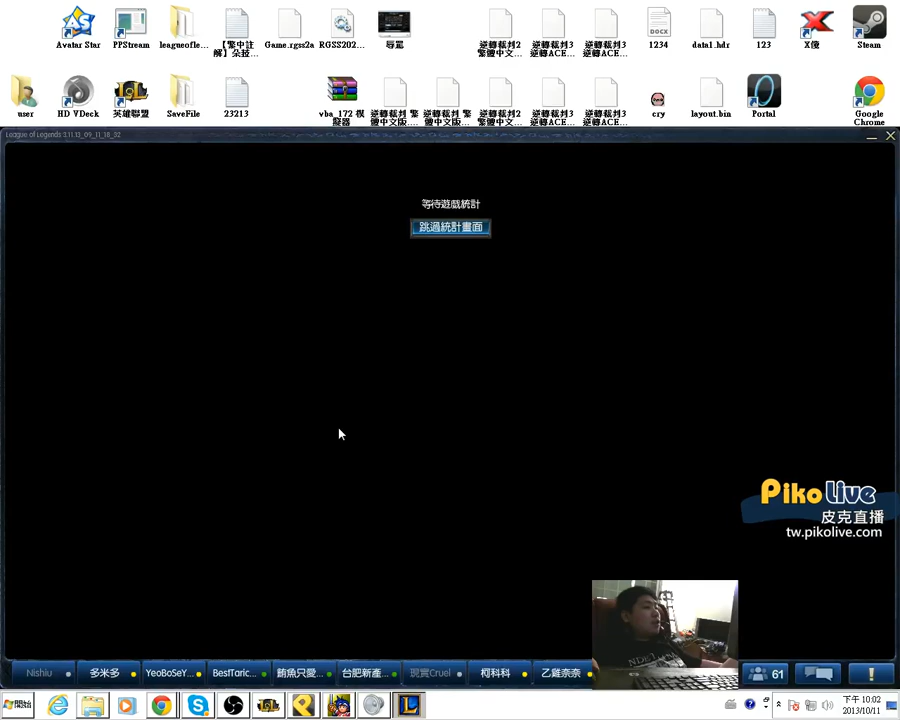 Avatar Star
PPStream
leagueofle...
【繁中註解】朵茲...
Game.rgss2a
RGSS202...
辱罵
逆轉裁判2 繁體中文...
逆轉裁判3 逆轉ACE...
逆轉裁判3 逆轉ACE...
1234
data1.hdr
123
Steam
user
HD VDeck
英雄聯盟
SaveFile
23213
vba_172 模擬器
逆轉裁判 繁體中文版...
逆轉裁判 繁體中文版...
逆轉裁判2 繁體中文...
逆轉裁判3 逆轉ACE...
逆轉裁判3 逆轉ACE...
cry
layout.bin
Portal
Google Chrome
League of Legends 3.11.13_09_11_18_32
等待遊戲統計
跳過統計畫面
PikoLive
皮克直播
tw.pikolive.com
Nishiu
多米多
YeoBoSeY...
BestTaric...
鮪魚只愛...
台肥新產...
現實Cruel
柯科科
乙雞奈奈
61
開始
下午 10:02
2013/10/11